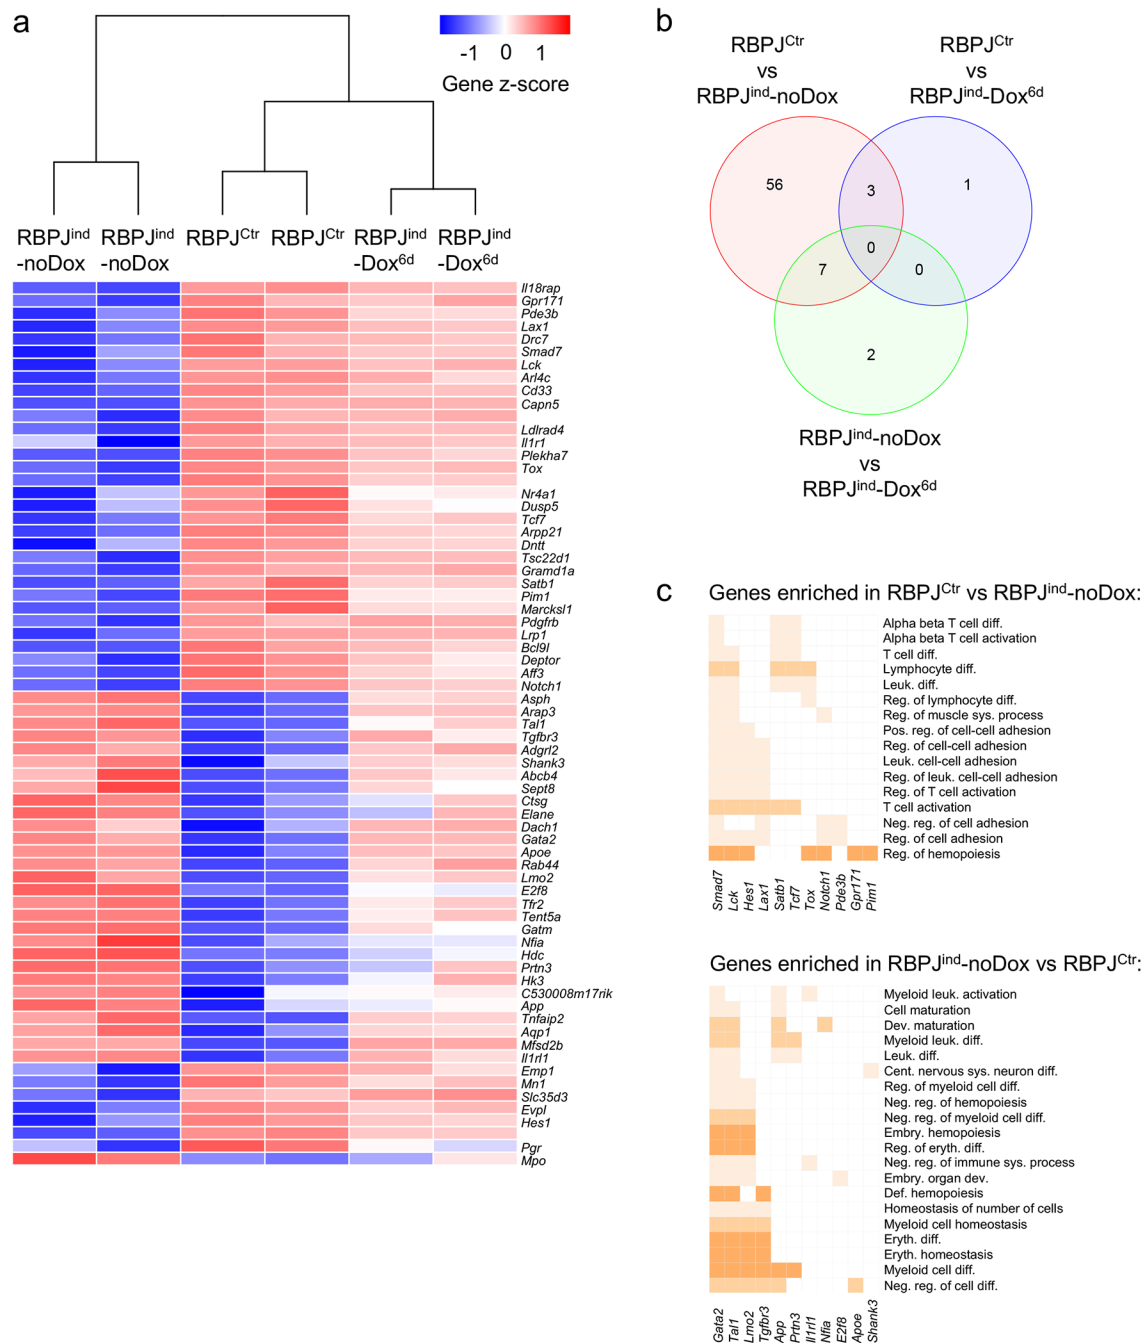 a
-1 0 1
Gene z-score
RBPJind
-noDox
RBPJind
-noDox
RBPJCtr
RBPJCtr
RBPJind
-Dox6d
RBPJind
-Dox6d
Il18rap
Gpr171
Pde3b
Lax1
Drc7
Smad7
Lck
Arl4c
Cd33
Capn5
Ldlrad4
Il1r1
Plekha7
Tox
Nr4a1
Dusp5
Tcf7
Arpp21
Dntt
Tsc22d1
Gramd1a
Satb1
Pim1
Marcksl1
Pdgfrb
Lrp1
Bcl9l
Deptor
Aff3
Notch1
Asph
Arap3
Tal1
Tgfbr3
Adgrl2
Shank3
Abcb4
Sept8
Ctsg
Elane
Dach1
Gata2
Apoe
Rab44
Lmo2
E2f8
Tfr2
Tent5a
Gatm
Nfia
Hdc
Prtn3
Hk3
C530008m17rik
App
Tnfaip2
Aqp1
Mfsd2b
Il1rl1
Emp1
Mn1
Slc35d3
Evpl
Hes1
Pgr
Mpo
b
RBPJCtr
vs
RBPJind-noDox
RBPJCtr
vs
RBPJind-Dox6d
56
3
1
0
7
0
2
RBPJind-noDox
vs
RBPJind-Dox6d
c
Genes enriched in RBPJCtr vs RBPJind-noDox:
Alpha beta T cell diff.
Alpha beta T cell activation
T cell diff.
Lymphocyte diff.
Leuk. diff.
Reg. of lymphocyte diff.
Reg. of muscle sys. process
Pos. reg. of cell-cell adhesion
Reg. of cell-cell adhesion
Leuk. cell-cell adhesion
Reg. of leuk. cell-cell adhesion
Reg. of T cell activation
T cell activation
Neg. reg. of cell adhesion
Reg. of cell adhesion
Reg. of hemopoiesis
Smad7
Lck
Hes1
Lax1
Satb1
Tcf7
Tox
Notch1
Pde3b
Gpr171
Pim1
Genes enriched in RBPJind-noDox vs RBPJCtr:
Myeloid leuk. activation
Cell maturation
Dev. maturation
Myeloid leuk. diff.
Leuk. diff.
Cent. nervous sys. neuron diff.
Reg. of myeloid cell diff.
Neg. reg. of hemopoiesis
Neg. reg. of myeloid cell diff.
Embry. hemopoiesis
Reg. of eryth. diff.
Neg. reg. of immune sys. process
Embry. organ dev.
Def. hemopoiesis
Homeostasis of number of cells
Myeloid cell homeostasis
Eryth. diff.
Eryth. homeostasis
Myeloid cell diff.
Neg. reg. of cell diff.
Gata2
Tal1
Lmo2
Tgfbr3
App
Prtn3
Il1rl1
Nfia
E2f8
Apoe
Shank3